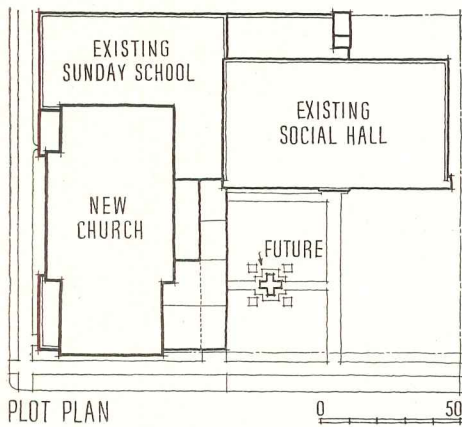 EXISTING
SUNDAY SCHOOL
EXISTING
SOCIAL HALL
NEW
CHURCH
FUTURE
PLOT PLAN
0 50